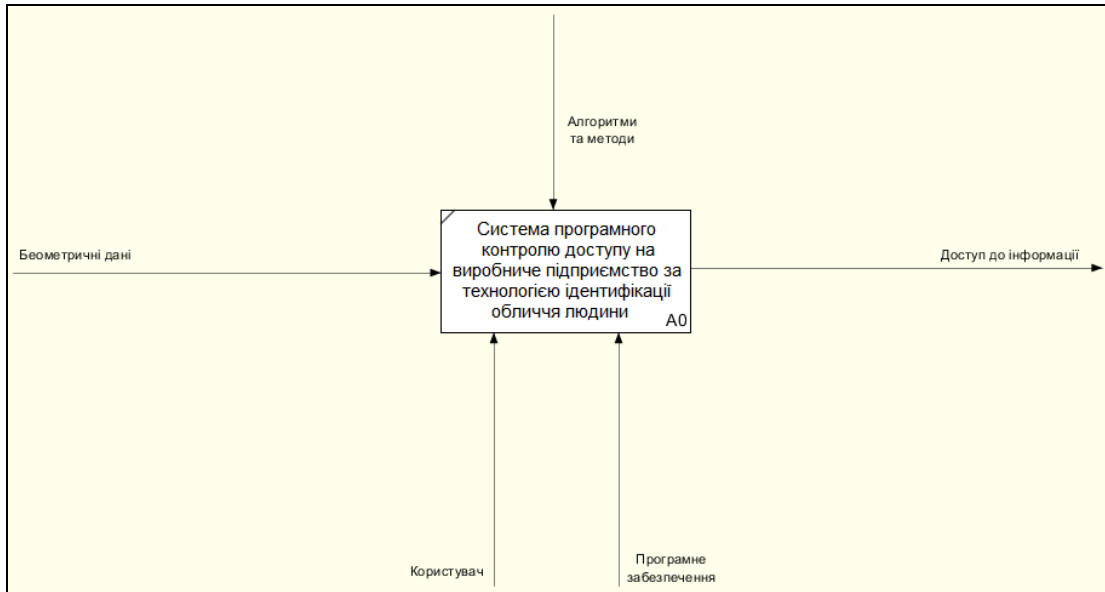 Алгоритми
та методи
Система програмного
контролю доступу на
виробниче підприємство за
технологією ідентифікації
обличчя людини
A0
Беометричні дані
Доступ до інформації
Користувач
Програмне
забезпечення